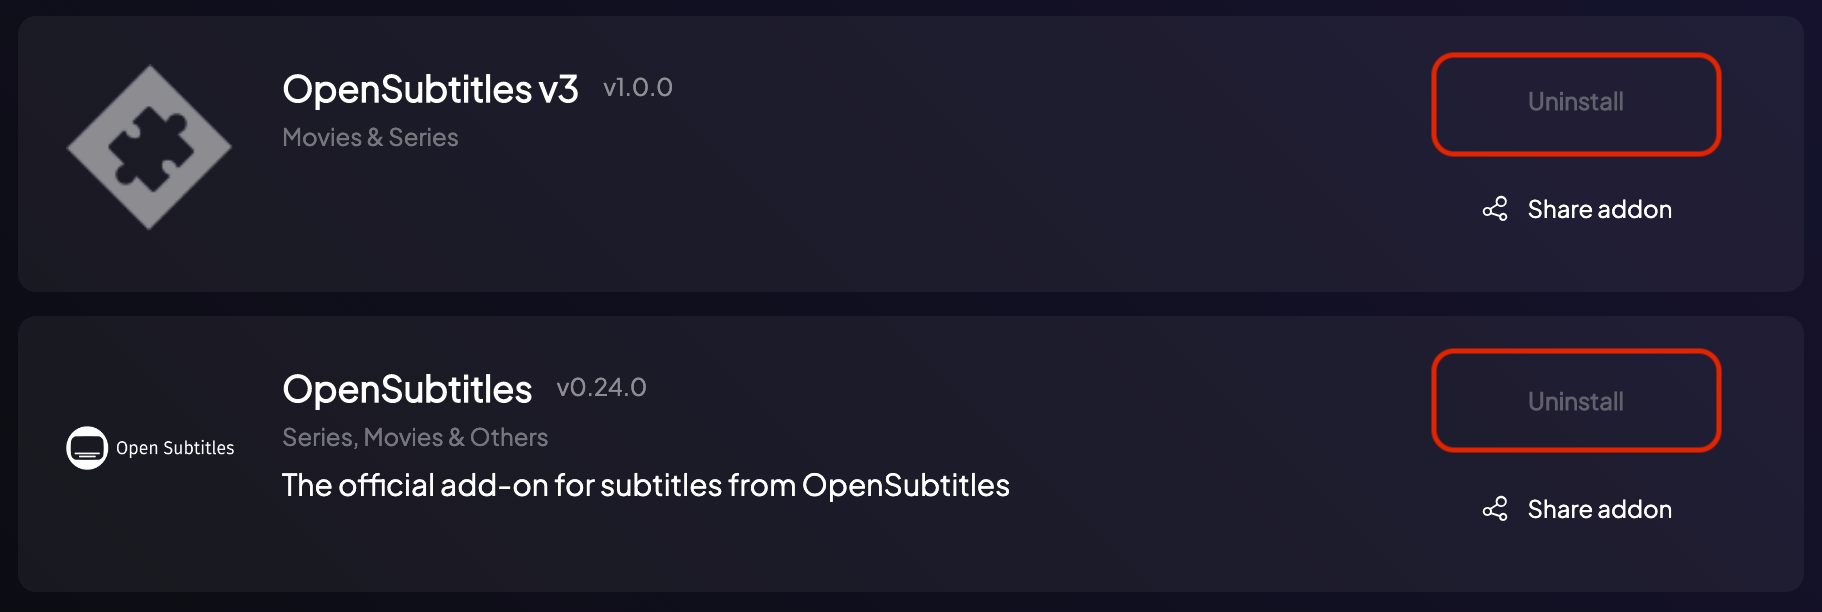 OpenSubtitles v3 v1.0.0
Movies & Series
Uninstall
Share addon
OpenSubtitles v0.24.0
Series, Movies & Others
Open Subtitles
The official add-on for subtitles from OpenSubtitles
Uninstall
Share addon